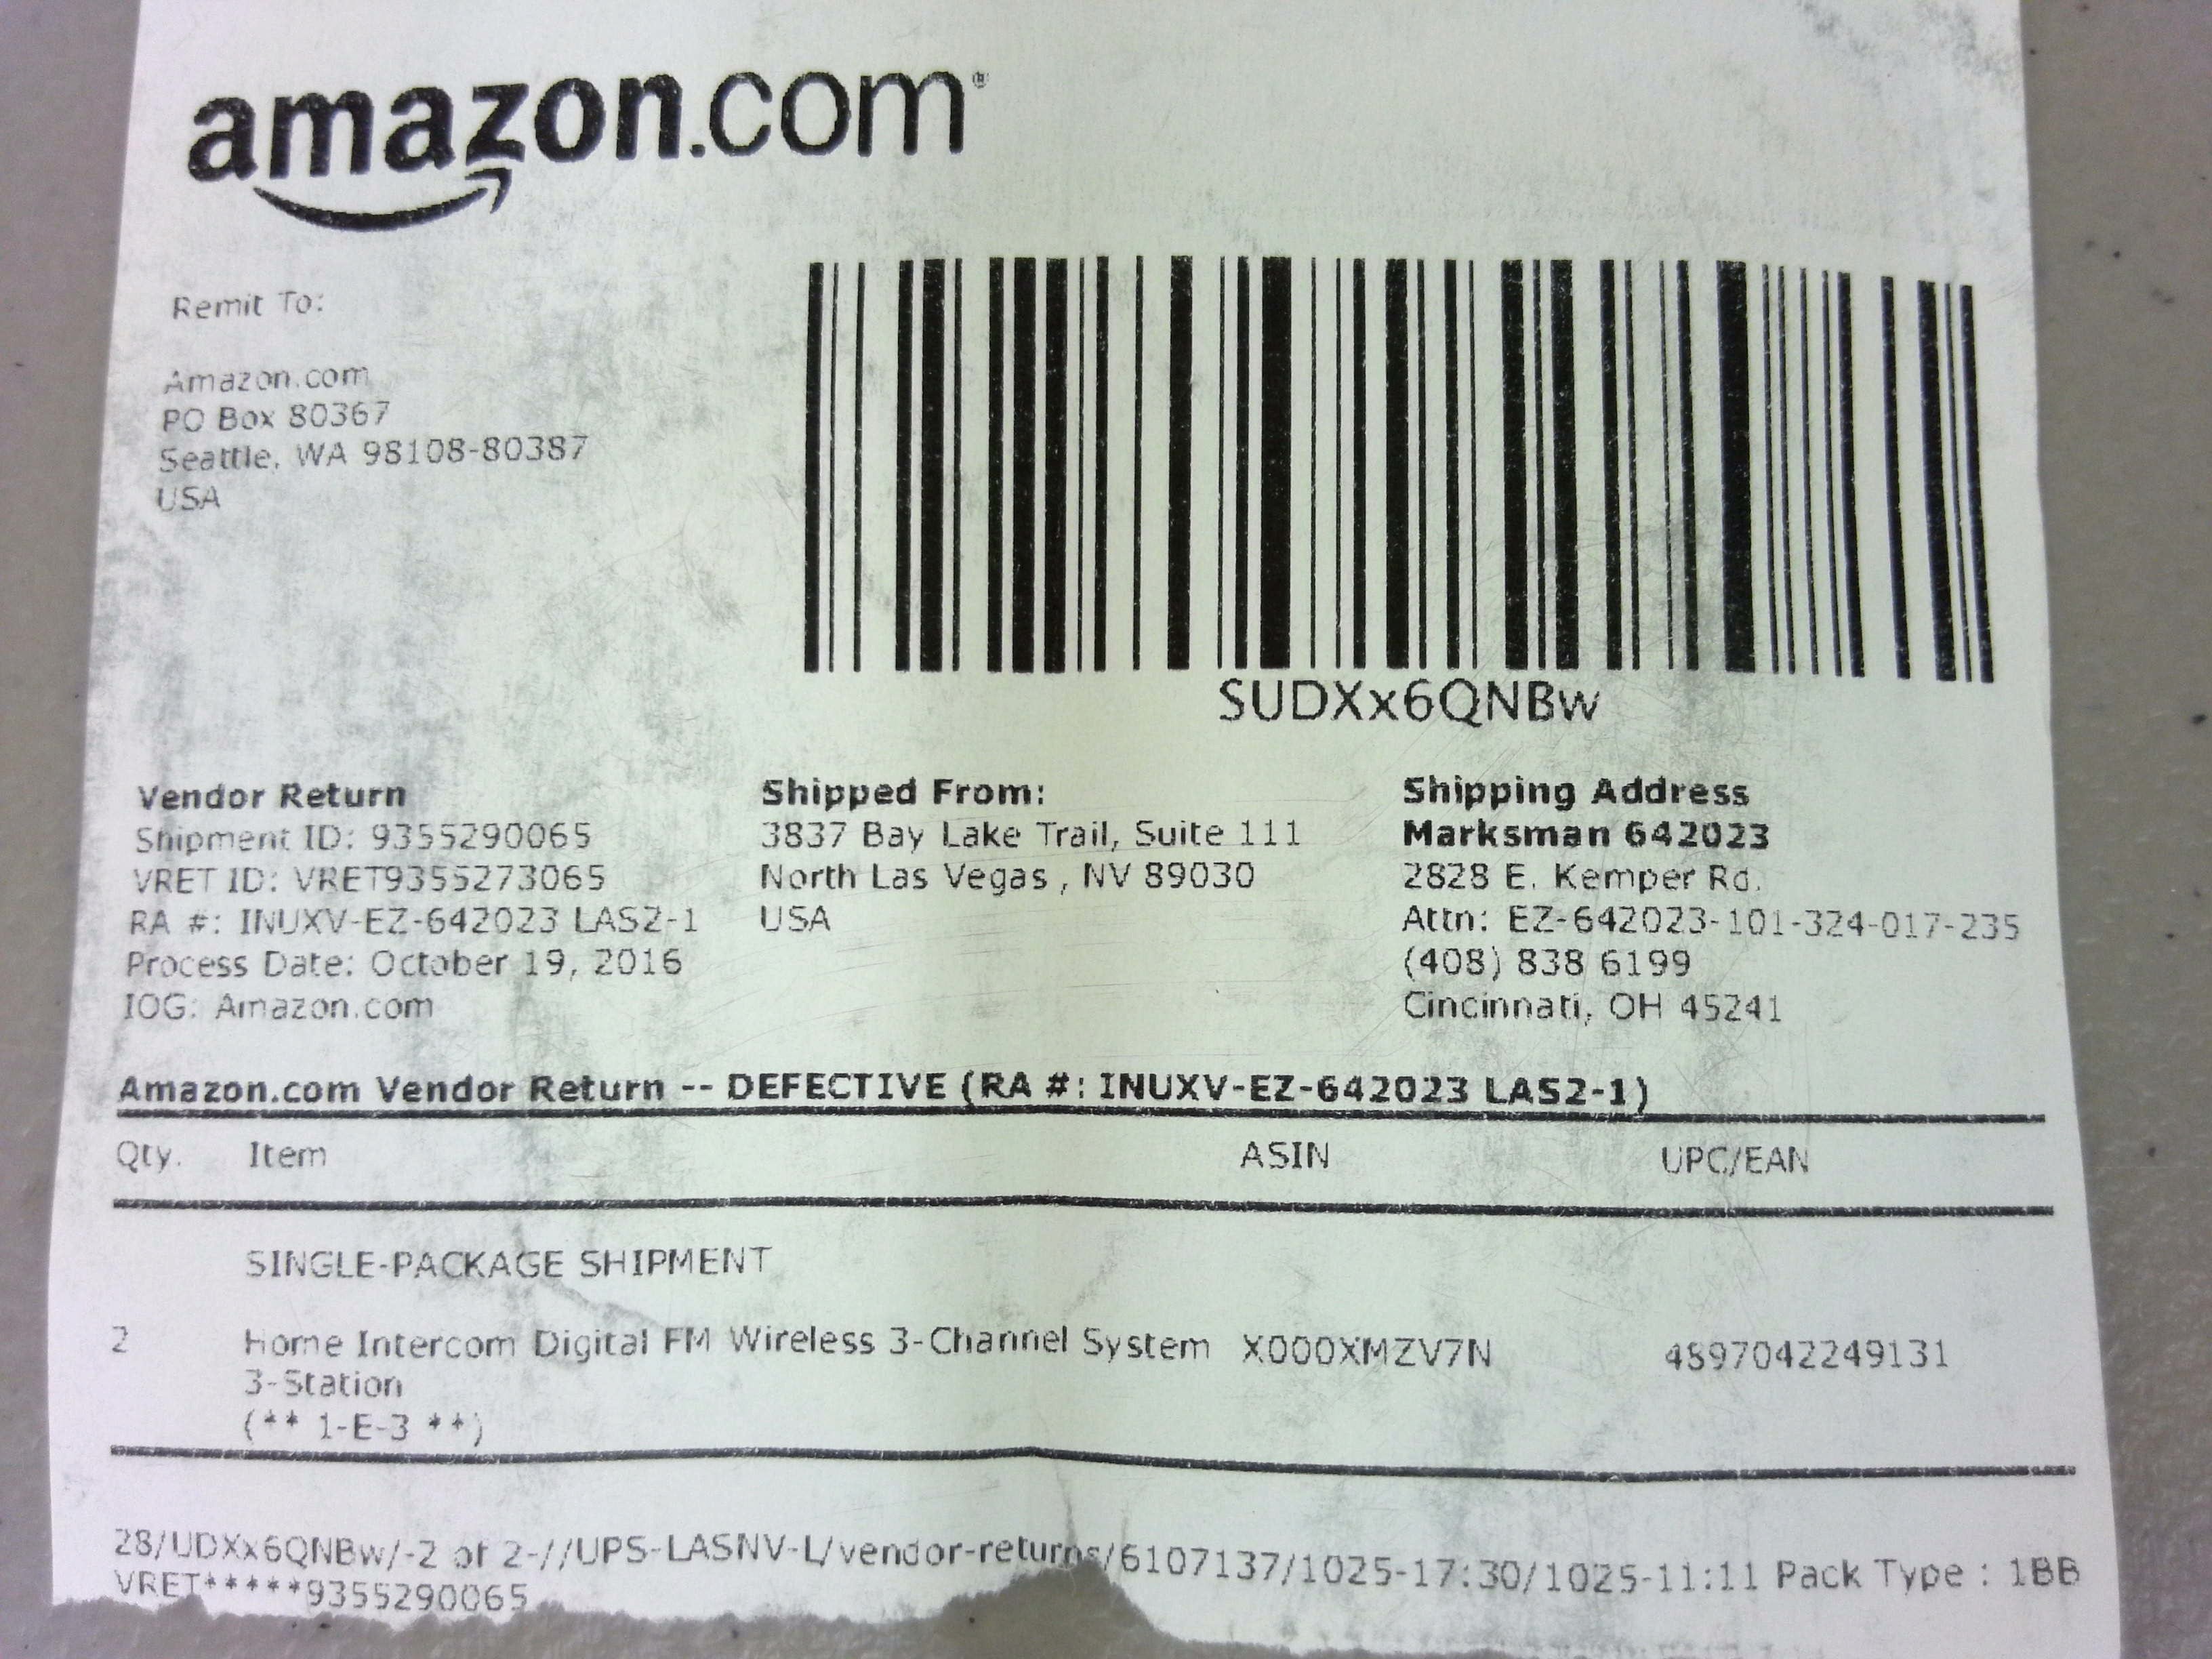 amazon.com®
Remit To:
Amazon.com
PO Box 80367
Seattle, WA 98108-80387
USA
SUDXx6QNBw
Vendor Return
Shipment ID: 9355290065
VRET ID: VRET9355273065
RA #: INUXV-EZ-642023 LAS2-1
Process Date: October 19, 2016
IOG: Amazon.com
Shipped From:
3837 Bay Lake Trail, Suite 111
North Las Vegas , NV 89030
USA
Shipping Address
Marksman 642023
2828 E. Kemper Rd.
Attn: EZ-642023-101-324-017-235
(408) 838 6199
Cincinnati, OH 45241
Amazon.com Vendor Return -- DEFECTIVE (RA #: INUXV-EZ-642023 LAS2-1)
Qty. Item ASIN UPC/EAN
SINGLE-PACKAGE SHIPMENT
2 Home Intercom Digital FM Wireless 3-Channel System X000XMZV7N 4897042249131
3-Station
(** 1-E-3 **)
28/UDXx6QNBw/-2 of 2-//UPS-LASNV-L/vendor-returns/6107137/1025-17:30/1025-11:11 Pack Type : 1BB
VRET*****9355290065